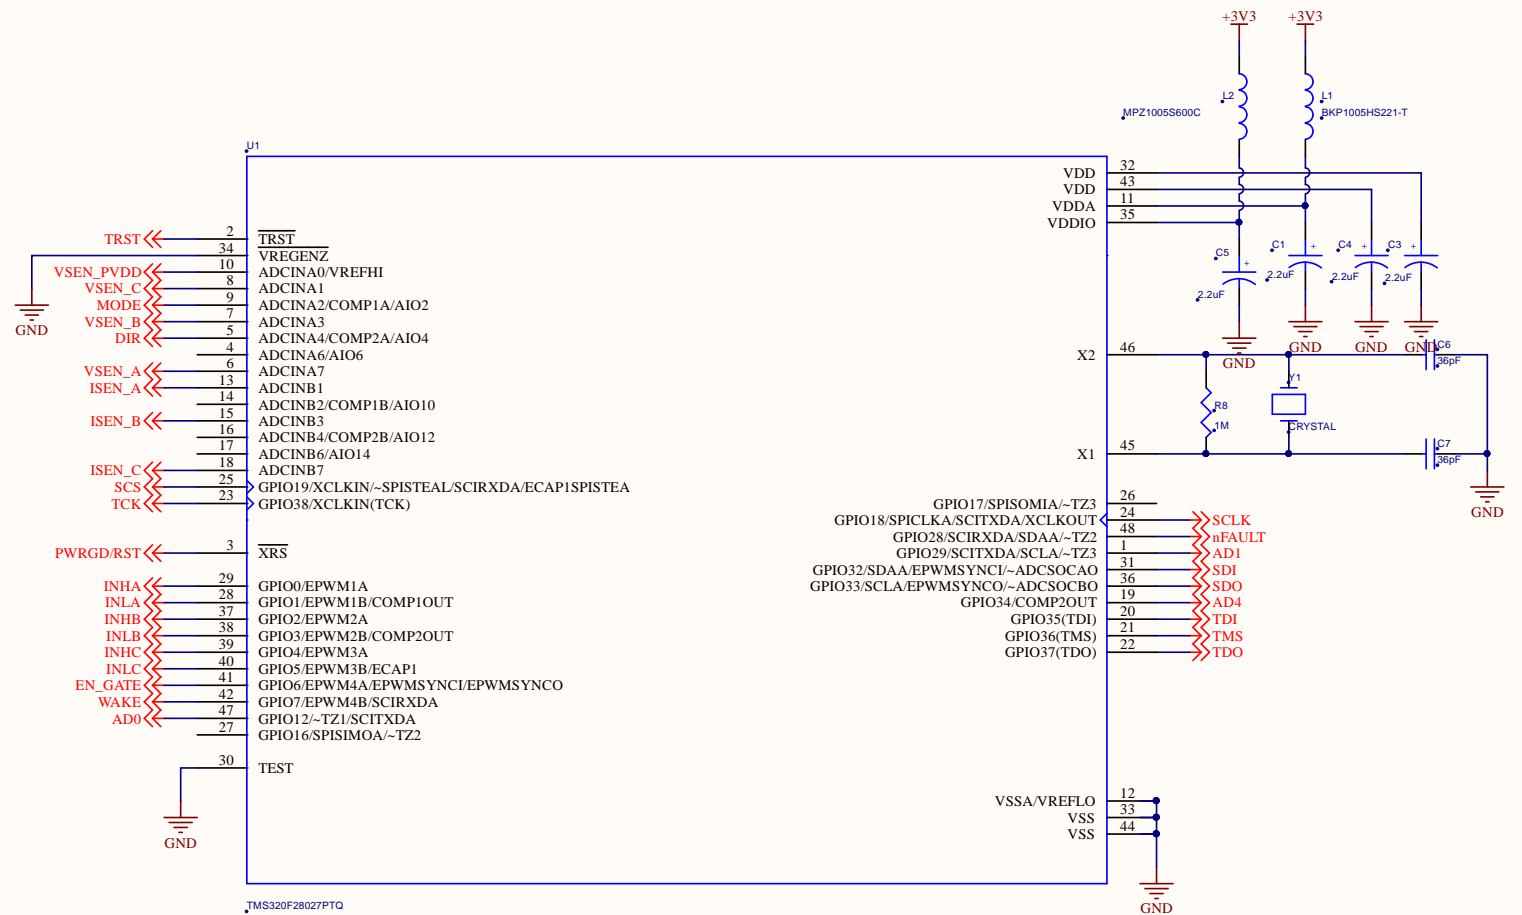 +3V3 +3V3
L2 L1
MPZ1005S600C BKP1005HS221-T
U1
VDD 32
VDD 43
VDDA 11
VDDIO 35
TRST 2 TRST
34 VREGENZ
VSEN_PVDD 10 ADCINA0/VREFHI
VSEN_C 8 ADCINA1
MODE 9 ADCINA2/COMP1A/AIO2
VSEN_B 7 ADCINA3
DIR 5 ADCINA4/COMP2A/AIO4
4 ADCINA6/AIO6
VSEN_A 6 ADCINA7
ISEN_A 13 ADCINB1
14 ADCINB2/COMP1B/AIO10
ISEN_B 15 ADCINB3
16 ADCINB4/COMP2B/AIO12
17 ADCINB6/AIO14
ISEN_C 18 ADCINB7
SCS 25 GPIO19/XCLKIN/~SPISTEAL/SCIRXDA/ECAP1SPISTEA
TCK 23 GPIO38/XCLKIN(TCK)
GND
PWRGD/RST 3 XRS
INHA 29 GPIO0/EPWM1A
INLA 28 GPIO1/EPWM1B/COMP1OUT
INHB 37 GPIO2/EPWM2A
INLB 38 GPIO3/EPWM2B/COMP2OUT
INHC 39 GPIO4/EPWM3A
INLC 40 GPIO5/EPWM3B/ECAP1
EN_GATE 41 GPIO6/EPWM4A/EPWMSYNCI/EPWMSYNCO
WAKE 42 GPIO7/EPWM4B/SCIRXDA
AD0 47 GPIO12/~TZ1/SCITXDA
27 GPIO16/SPISIMOA/~TZ2
30 TEST
GND
C5 + C1 + C4 + C3 +
2.2uF 2.2uF 2.2uF 2.2uF
GND GND GND GND
X2 46
C6
36pF
Y1
R8
1M
CRYSTAL
X1 45
C7
36pF
GND
GPIO17/SPISOMIA/~TZ3 26
GPIO18/SPICLKA/SCITXDA/XCLKOUT 24 SCLK
GPIO28/SCIRXDA/SDAA/~TZ2 48 nFAULT
GPIO29/SCITXDA/SCLA/~TZ3 1 AD1
GPIO32/SDAA/EPWMSYNCI/~ADCSOCAO 31 SDI
GPIO33/SCLA/EPWMSYNCO/~ADCSOCBO 36 SDO
GPIO34/COMP2OUT 19 AD4
GPIO35(TDI) 20 TDI
GPIO36(TMS) 21 TMS
GPIO37(TDO) 22 TDO
VSSA/VREFLO 12
VSS 33
VSS 44
GND
TMS320F28027PTQ